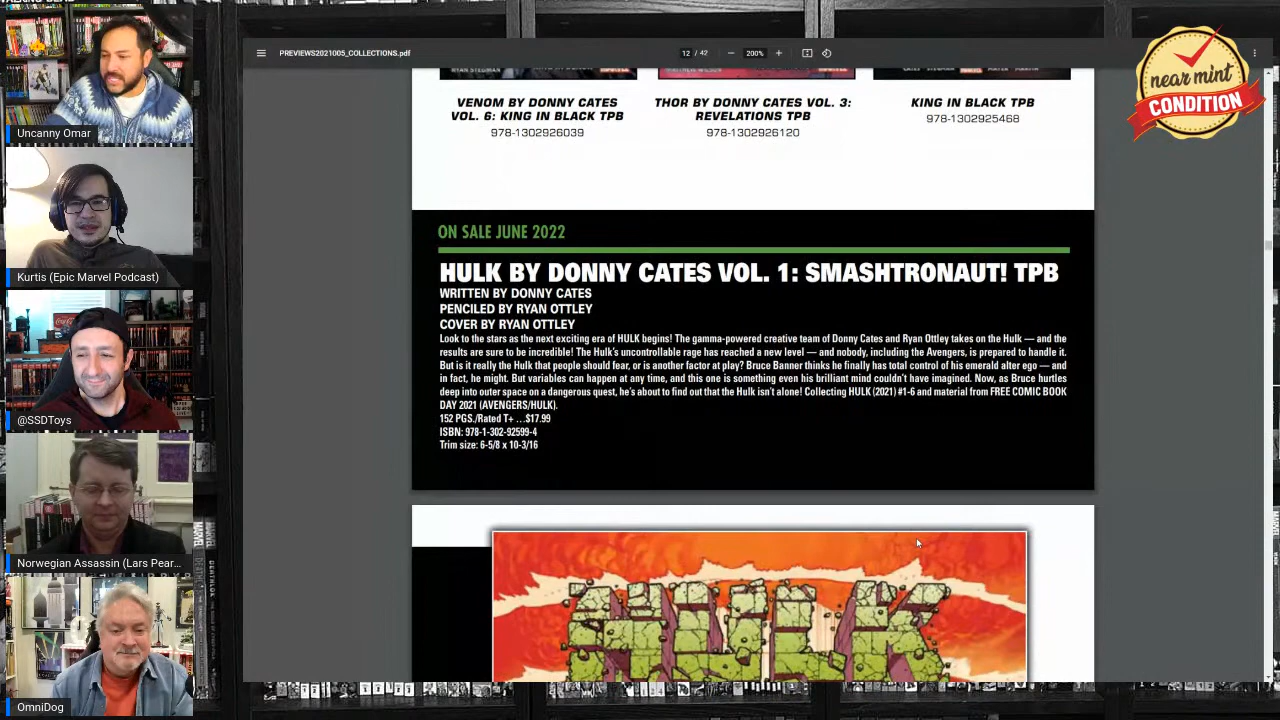 PREVIEWS2021005_COLLECTIONS.pdf
12 / 42
200%
near mint
CONDITION
Uncanny Omar
Kurtis (Epic Marvel Podcast)
@SSDToys
Norwegian Assassin (Lars Pear...
OmniDog
RYAN STEGMAN
VENOM BY DONNY CATES
VOL. 6: KING IN BLACK TPB
978-1302926039
THOR BY DONNY CATES VOL. 3:
REVELATIONS TPB
978-1302926120
KING IN BLACK TPB
978-1302925468
ON SALE JUNE 2022
HULK BY DONNY CATES VOL. 1: SMASHTRONAUT! TPB
WRITTEN BY DONNY CATES
PENCILED BY RYAN OTTLEY
COVER BY RYAN OTTLEY
Look to the stars as the next exciting era of HULK begins! The gamma-powered creative team of Donny Cates and Ryan Ottley takes on the Hulk — and the
results are sure to be incredible! The Hulk's uncontrollable rage has reached a new level — and nobody, including the Avengers, is prepared to handle it.
But is it really the Hulk that people should fear, or is another factor at play? Bruce Banner thinks he finally has total control of his emerald alter ego — and
in fact, he might. But variables can happen at any time, and this one is something even his brilliant mind couldn't have imagined. Now, as Bruce hurtles
deep into outer space on a dangerous quest, he's about to find out that the Hulk isn't alone! Collecting HULK (2021) #1-6 and material from FREE COMIC BOOK
DAY 2021 (AVENGERS/HULK).
152 PGS./Rated T+ …$17.99
ISBN: 978-1-302-92599-4
Trim size: 6-5/8 x 10-3/16
HULK